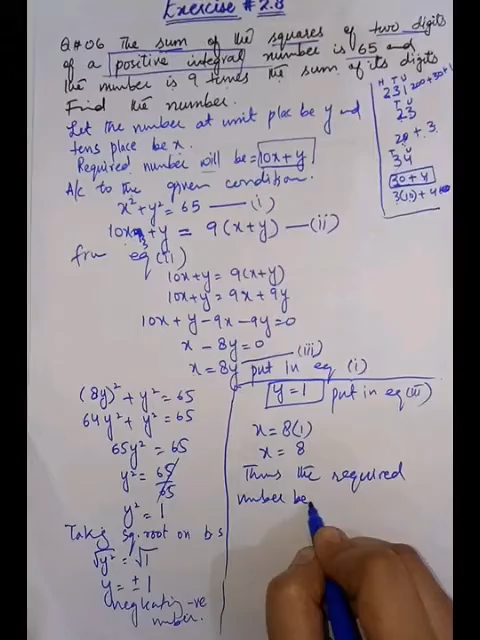 Exercise # 2.8
Q#06 The sum of the squares of two digits
of a positive integral number is 65 and
the number is 9 times the sum of its digits
Find the number.
Let the number at unit place be y and
tens place be x.
Required number will be = 10x+y
A/c to the given condition.
x² + y² = 65 — (i)
10x + y = 9(x+y) — (ii)
from eq (ii)
10x+y = 9(x+y)
10x+y = 9x + 9y
10x + y - 9x - 9y = 0
x - 8y = 0
x = 8y — (iii) put in eq (i)
(8y)² + y² = 65
64y² + y² = 65
65y² = 65
y² = 65/65
y² = 1
Taking Sq. root on b.s
√y² = √1
y = ± 1
-ve
number.
y = 1 put in eq (iii)
x = 8(1)
x = 8
Thus the required
number be
H T U
231 200+30+1
T U
23
20 + 3
T U
34
30 + 4
3(10) + 4